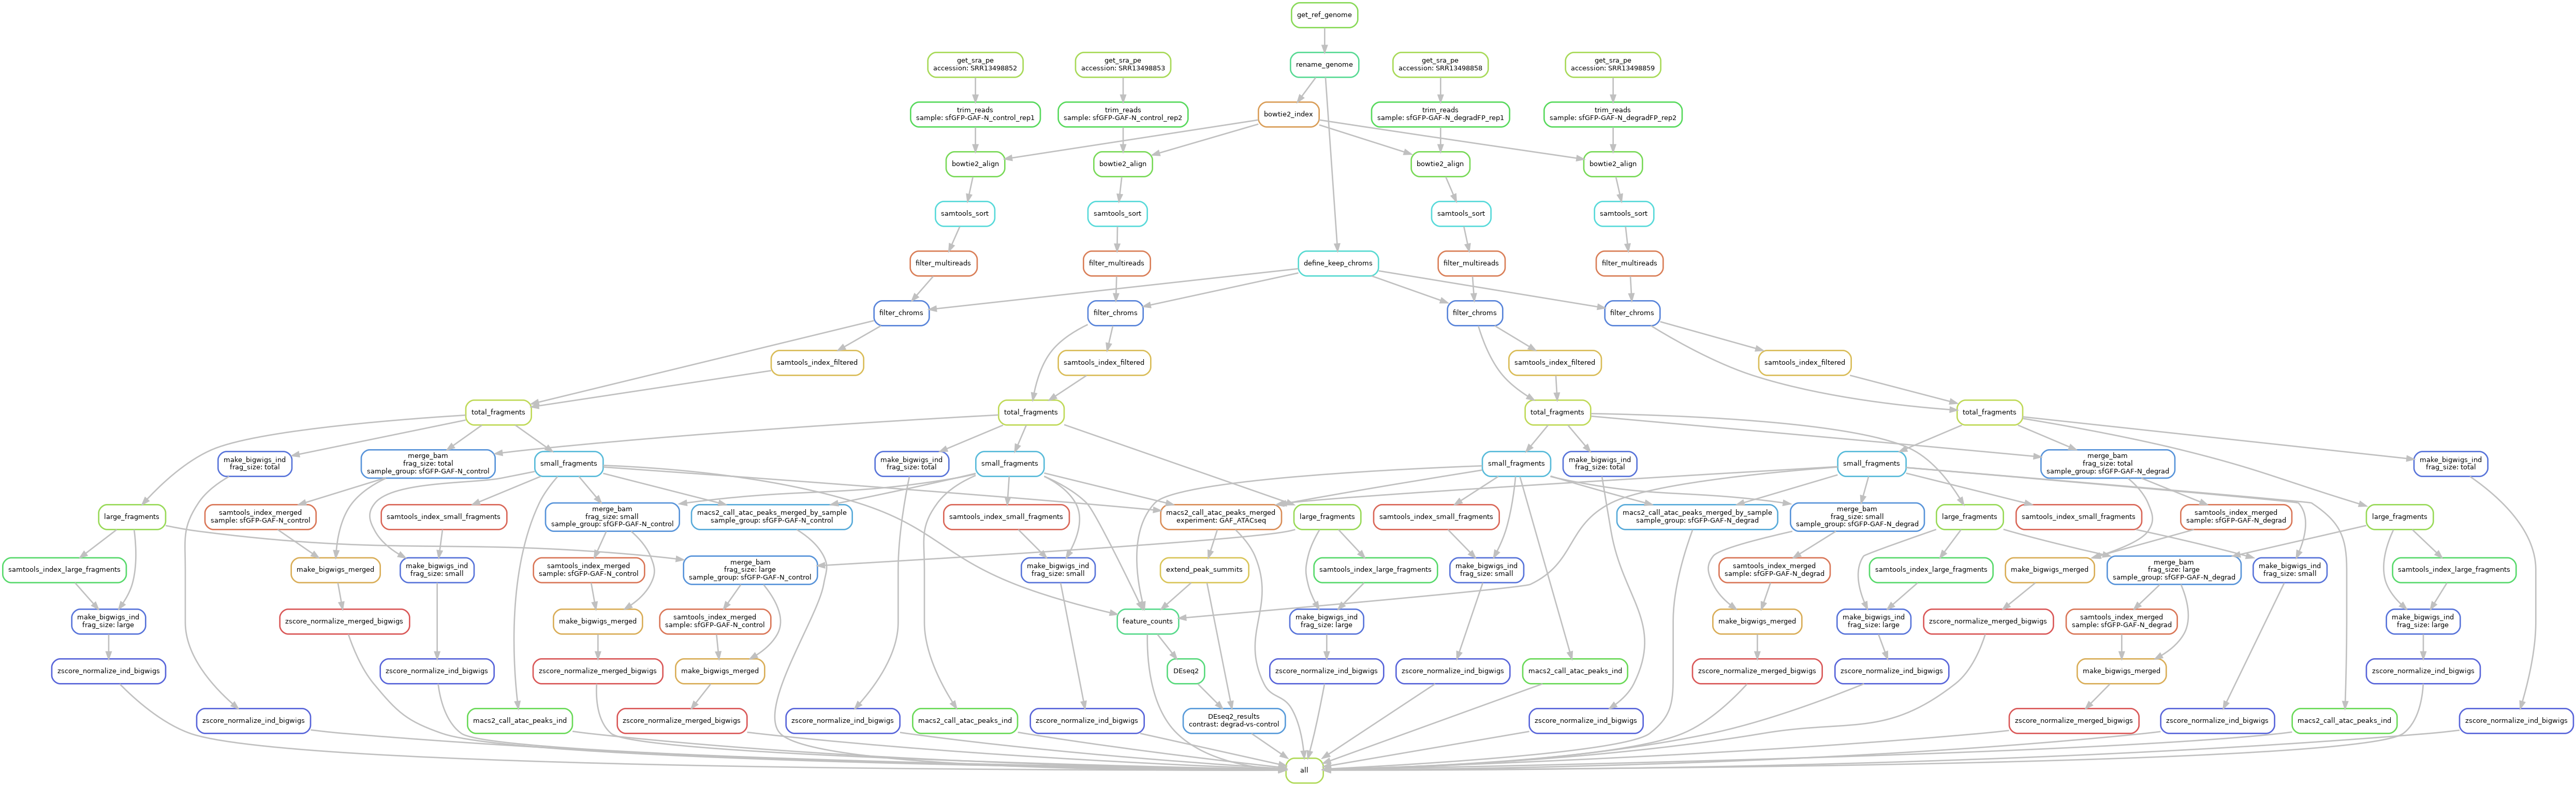 get_ref_genome
get_sra_pe
accession: SRR13498852
get_sra_pe
accession: SRR13498853
rename_genome
get_sra_pe
accession: SRR13498858
get_sra_pe
accession: SRR13498859
trim_reads
sample: sfGFP-GAF-N_control_rep1
trim_reads
sample: sfGFP-GAF-N_control_rep2
bowtie2_index
trim_reads
sample: sfGFP-GAF-N_degradFP_rep1
trim_reads
sample: sfGFP-GAF-N_degradFP_rep2
bowtie2_align
bowtie2_align
bowtie2_align
bowtie2_align
samtools_sort
samtools_sort
samtools_sort
samtools_sort
filter_multireads
filter_multireads
define_keep_chroms
filter_multireads
filter_multireads
filter_chroms
filter_chroms
filter_chroms
filter_chroms
samtools_index_filtered
samtools_index_filtered
samtools_index_filtered
samtools_index_filtered
total_fragments
total_fragments
total_fragments
total_fragments
make_bigwigs_ind
frag_size: total
merge_bam
frag_size: total
sample_group: sfGFP-GAF-N_control
small_fragments
make_bigwigs_ind
frag_size: total
small_fragments
small_fragments
make_bigwigs_ind
frag_size: total
small_fragments
merge_bam
frag_size: total
sample_group: sfGFP-GAF-N_degrad
make_bigwigs_ind
frag_size: total
large_fragments
samtools_index_merged
sample: sfGFP-GAF-N_control
samtools_index_small_fragments
merge_bam
frag_size: small
sample_group: sfGFP-GAF-N_control
macs2_call_atac_peaks_merged_by_sample
sample_group: sfGFP-GAF-N_control
samtools_index_small_fragments
macs2_call_atac_peaks_merged
experiment: GAF_ATACseq
large_fragments
samtools_index_small_fragments
macs2_call_atac_peaks_merged_by_sample
sample_group: sfGFP-GAF-N_degrad
merge_bam
frag_size: small
sample_group: sfGFP-GAF-N_degrad
large_fragments
samtools_index_small_fragments
samtools_index_merged
sample: sfGFP-GAF-N_degrad
large_fragments
samtools_index_large_fragments
make_bigwigs_merged
make_bigwigs_ind
frag_size: small
samtools_index_merged
sample: sfGFP-GAF-N_control
merge_bam
frag_size: large
sample_group: sfGFP-GAF-N_control
make_bigwigs_ind
frag_size: small
extend_peak_summits
samtools_index_large_fragments
make_bigwigs_ind
frag_size: small
samtools_index_merged
sample: sfGFP-GAF-N_degrad
samtools_index_large_fragments
make_bigwigs_merged
merge_bam
frag_size: large
sample_group: sfGFP-GAF-N_degrad
make_bigwigs_ind
frag_size: small
samtools_index_large_fragments
make_bigwigs_ind
frag_size: large
zscore_normalize_merged_bigwigs
make_bigwigs_merged
samtools_index_merged
sample: sfGFP-GAF-N_control
feature_counts
make_bigwigs_ind
frag_size: large
make_bigwigs_merged
make_bigwigs_ind
frag_size: large
zscore_normalize_merged_bigwigs
samtools_index_merged
sample: sfGFP-GAF-N_degrad
make_bigwigs_ind
frag_size: large
zscore_normalize_ind_bigwigs
zscore_normalize_ind_bigwigs
zscore_normalize_merged_bigwigs
make_bigwigs_merged
DEseq2
zscore_normalize_ind_bigwigs
zscore_normalize_ind_bigwigs
macs2_call_atac_peaks_ind
zscore_normalize_merged_bigwigs
zscore_normalize_ind_bigwigs
make_bigwigs_merged
zscore_normalize_ind_bigwigs
zscore_normalize_ind_bigwigs
macs2_call_atac_peaks_ind
zscore_normalize_merged_bigwigs
zscore_normalize_ind_bigwigs
macs2_call_atac_peaks_ind
zscore_normalize_ind_bigwigs
DEseq2_results
contrast: degrad-vs-control
zscore_normalize_ind_bigwigs
zscore_normalize_merged_bigwigs
zscore_normalize_ind_bigwigs
macs2_call_atac_peaks_ind
zscore_normalize_ind_bigwigs
all